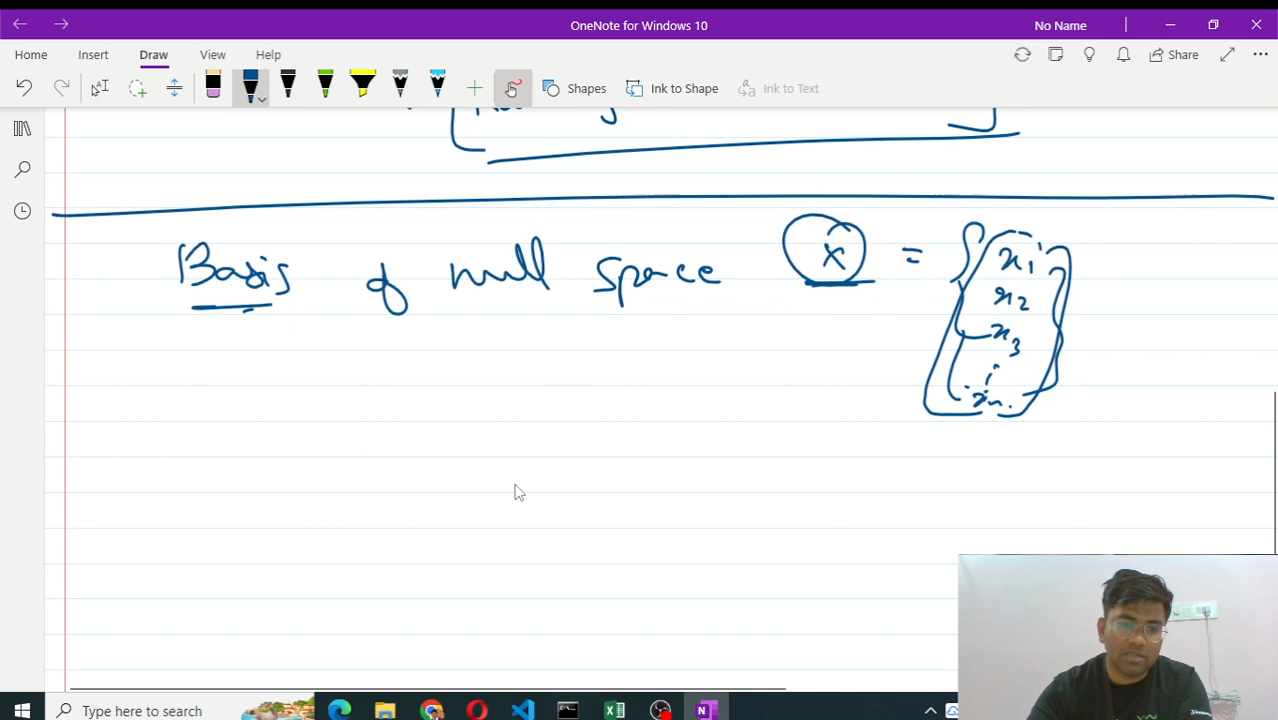 OneNote for Windows 10
No Name
Home Insert Draw View Help
Share
Shapes
Ink to Shape
Ink to Text
Basis of null space x = x1
x2
x3
xn
Type here to search